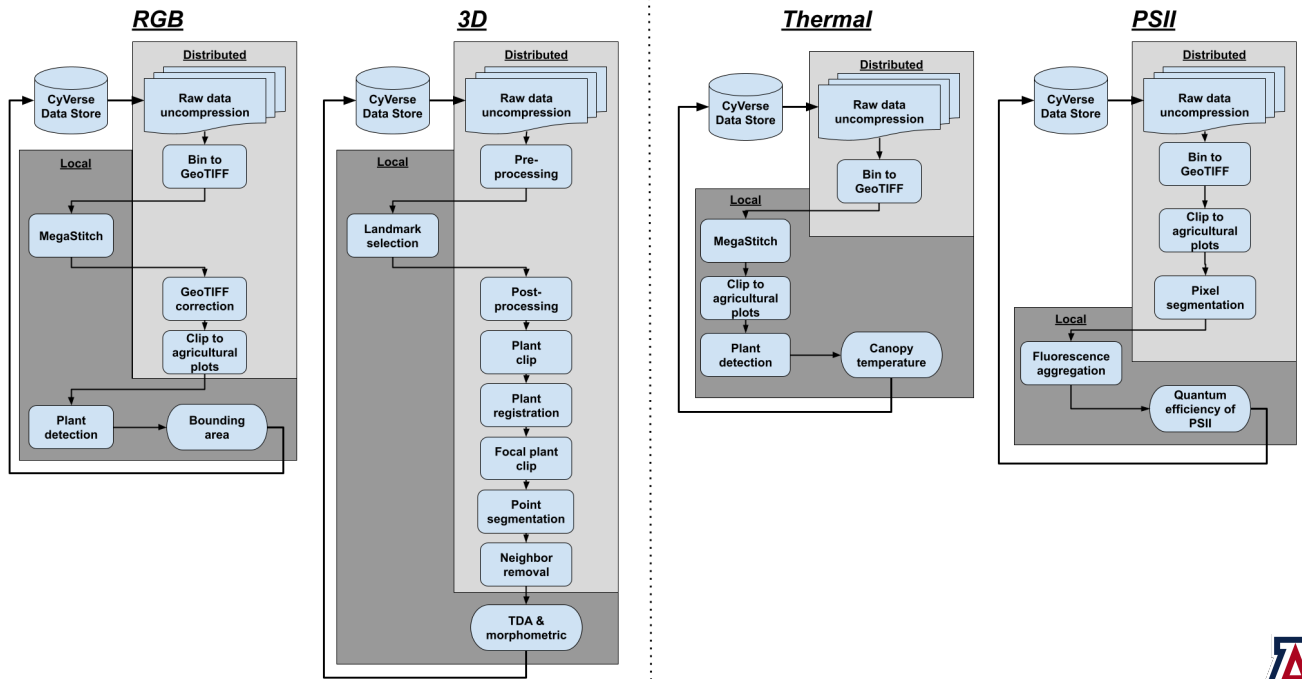 RGB
Distributed
CyVerse
Data Store
Raw data
uncompression
Local
Bin to
GeoTIFF
MegaStitch
GeoTIFF
correction
Clip to
agricultural
plots
Plant
detection
Bounding
area
3D
Distributed
CyVerse
Data Store
Raw data
uncompression
Local
Pre-
processing
Landmark
selection
Post-
processing
Plant
clip
Plant
registration
Focal plant
clip
Point
segmentation
Neighbor
removal
TDA &
morphometric
Thermal
Distributed
CyVerse
Data Store
Raw data
uncompression
Bin to
GeoTIFF
Local
MegaStitch
Clip to
agricultural
plots
Plant
detection
Canopy
temperature
PSII
Distributed
CyVerse
Data Store
Raw data
uncompression
Bin to
GeoTIFF
Clip to
agricultural
plots
Pixel
segmentation
Local
Fluorescence
aggregation
Quantum
efficiency of
PSII